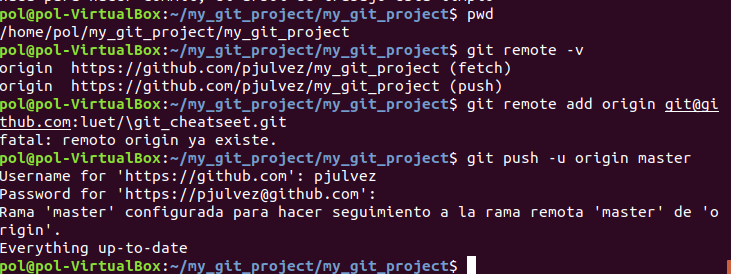 pol@pol-VirtualBox:~/my_git_project/my_git_project$ pwd
/home/pol/my_git_project/my_git_project
pol@pol-VirtualBox:~/my_git_project/my_git_project$ git remote -v
origin  https://github.com/pjulvez/my_git_project (fetch)
origin  https://github.com/pjulvez/my_git_project (push)
pol@pol-VirtualBox:~/my_git_project/my_git_project$ git remote add origin git@gi
thub.com:luet/\git_cheatseet.git
fatal: remoto origin ya existe.
pol@pol-VirtualBox:~/my_git_project/my_git_project$ git push -u origin master
Username for 'https://github.com': pjulvez
Password for 'https://pjulvez@github.com':
Rama 'master' configurada para hacer seguimiento a la rama remota 'master' de 'o
rigin'.
Everything up-to-date
pol@pol-VirtualBox:~/my_git_project/my_git_project$